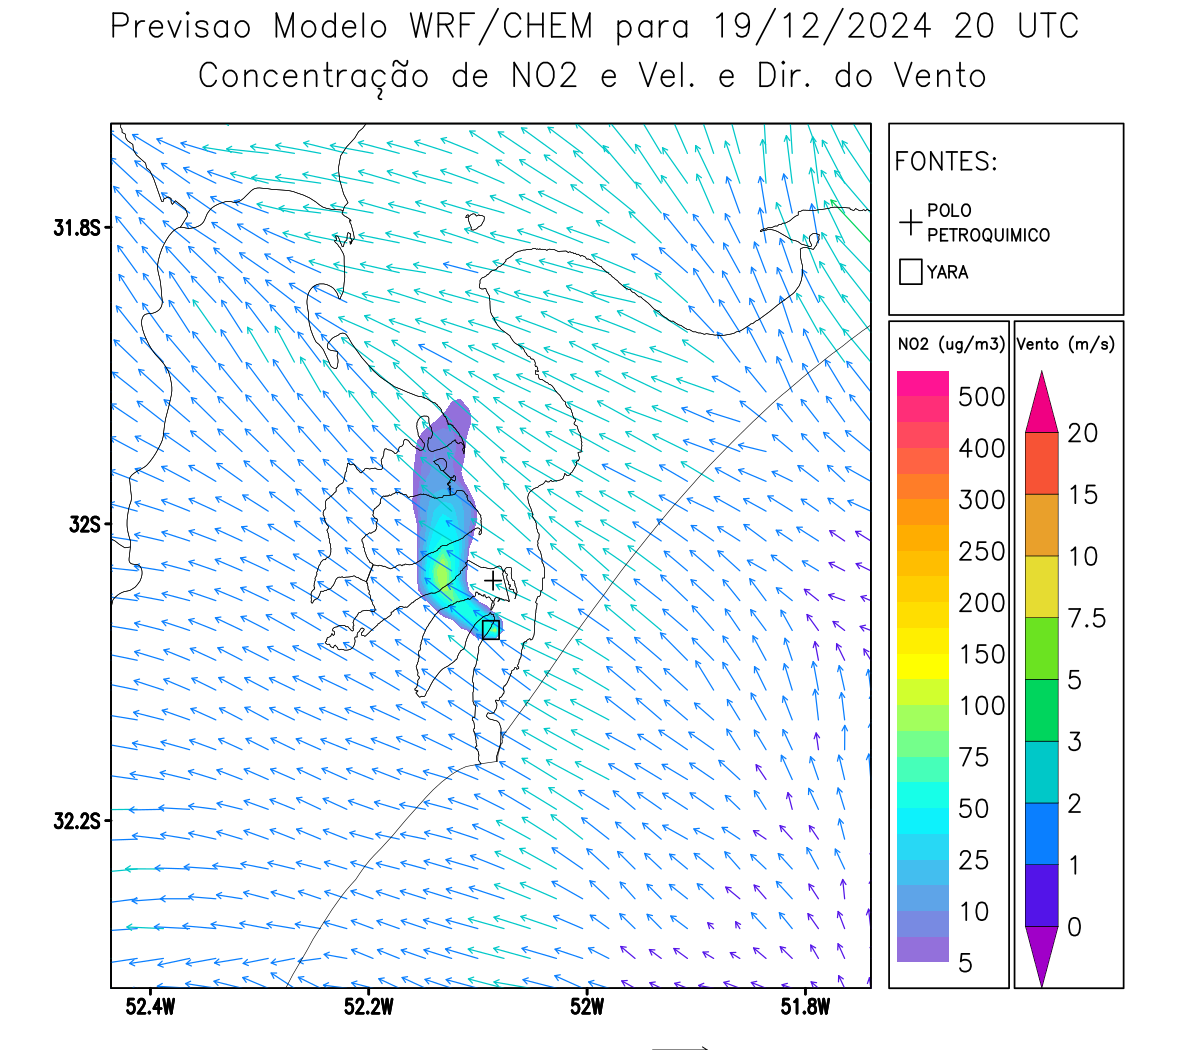 Previsao Modelo WRF/CHEM para 19/12/2024 20 UTC
Concentração de NO2 e Vel. e Dir. do Vento
FONTES:
POLO
PETROQUIMICO
YARA
NO2 (ug/m3)
500
400
300
250
200
150
100
75
50
25
10
5
Vento (m/s)
20
15
10
7.5
5
3
2
1
0
31.8S
32S
32.2S
52.4W
52.2W
52W
51.8W